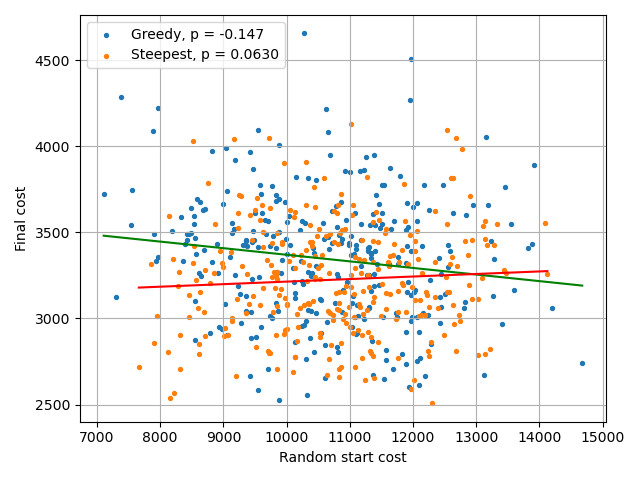 Greedy, p = -0.147
Steepest, p = 0.0630
4500
4000
3500
3000
2500
Final cost
7000 8000 9000 10000 11000 12000 13000 14000 15000
Random start cost